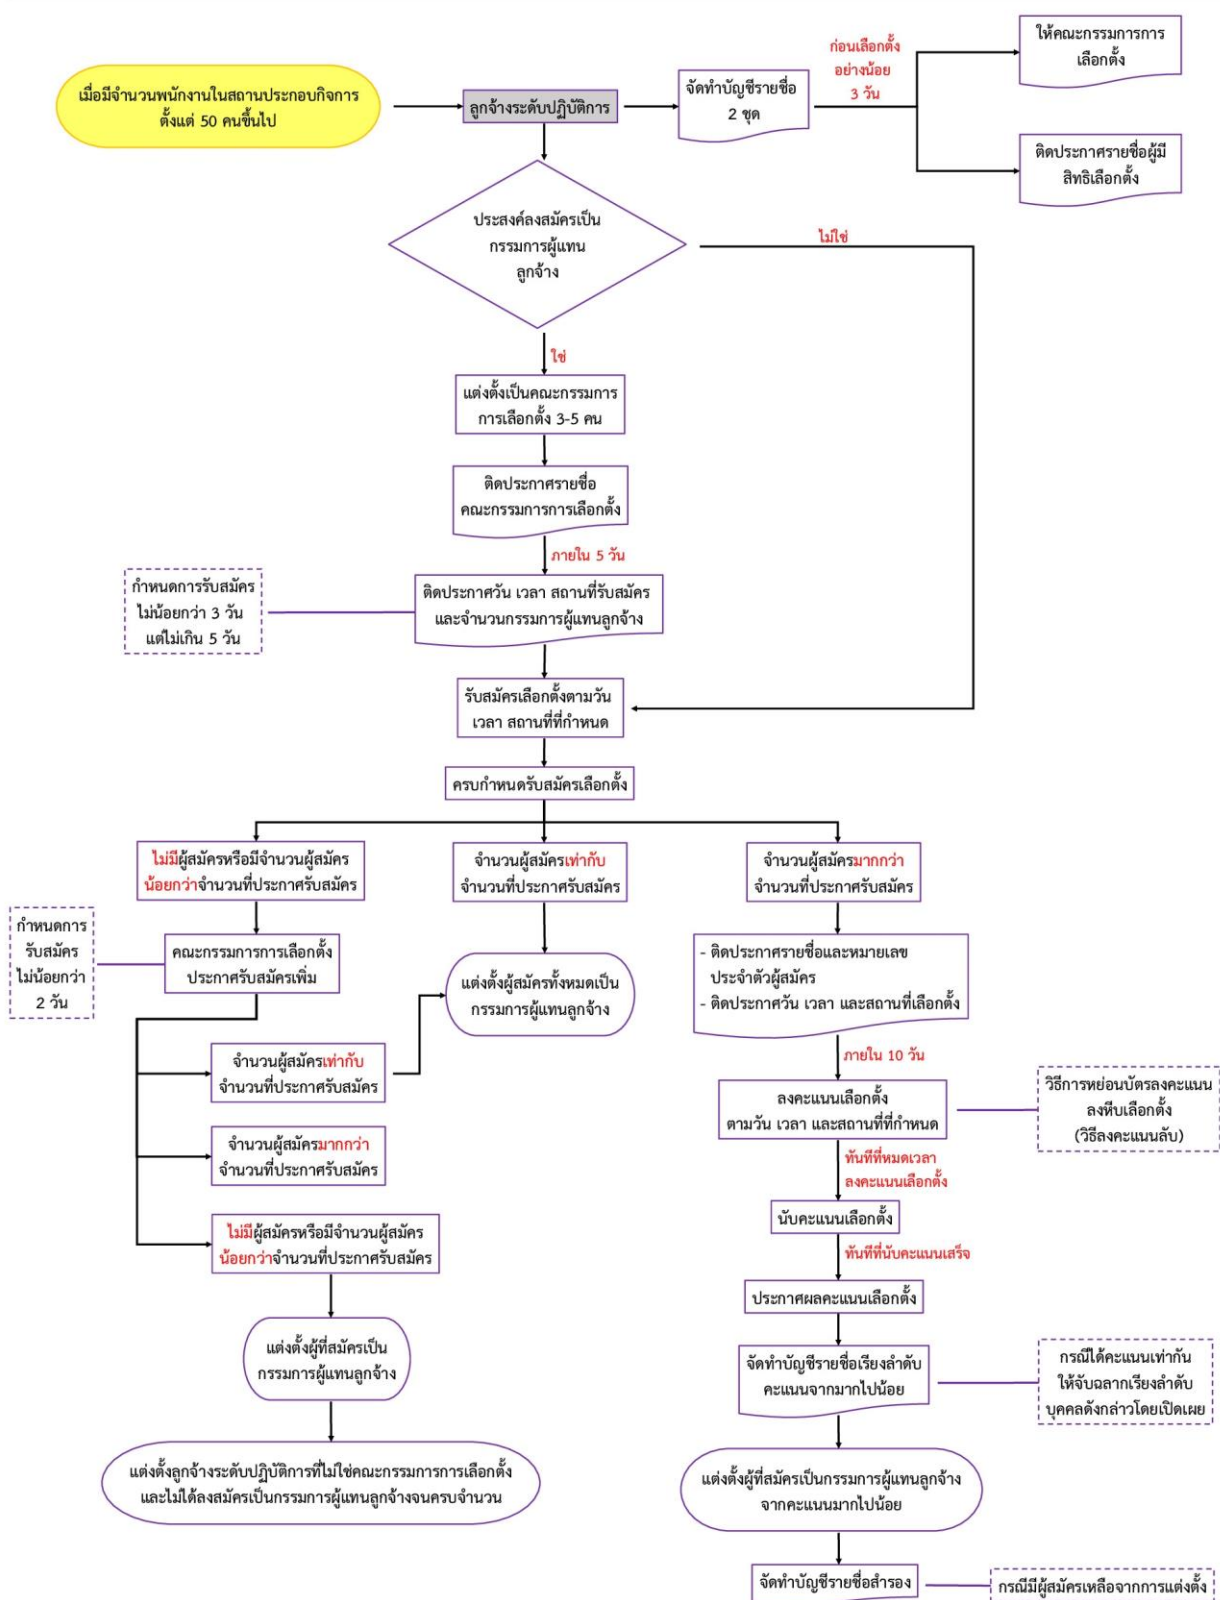 เมื่อมีจำนวนพนักงานในสถานประกอบกิจการ
ตั้งแต่ 50 คนขึ้นไป
ลูกจ้างระดับปฏิบัติการ
จัดทำบัญชีรายชื่อ
2 ชุด
ก่อนเลือกตั้ง
อย่างน้อย
3 วัน
ให้คณะกรรมการการ
เลือกตั้ง
ติดประกาศรายชื่อผู้มี
สิทธิเลือกตั้ง
ประสงค์ลงสมัครเป็น
กรรมการผู้แทน
ลูกจ้าง
ไม่ใช่
ใช่
แต่งตั้งเป็นคณะกรรมการ
การเลือกตั้ง 3-5 คน
ติดประกาศรายชื่อ
คณะกรรมการการเลือกตั้ง
ภายใน 5 วัน
กำหนดการรับสมัคร
ไม่น้อยกว่า 3 วัน
แต่ไม่เกิน 5 วัน
ติดประกาศวัน เวลา สถานที่รับสมัคร
และจำนวนกรรมการผู้แทนลูกจ้าง
รับสมัครเลือกตั้งตามวัน
เวลา สถานที่ที่กำหนด
ครบกำหนดรับสมัครเลือกตั้ง
ไม่มีผู้สมัครหรือมีจำนวนผู้สมัคร
น้อยกว่าจำนวนที่ประกาศรับสมัคร
จำนวนผู้สมัครเท่ากับ
จำนวนที่ประกาศรับสมัคร
จำนวนผู้สมัครมากกว่า
จำนวนที่ประกาศรับสมัคร
กำหนดการ
รับสมัคร
ไม่น้อยกว่า
2 วัน
คณะกรรมการการเลือกตั้ง
ประกาศรับสมัครเพิ่ม
แต่งตั้งผู้สมัครทั้งหมดเป็น
กรรมการผู้แทนลูกจ้าง
- ติดประกาศรายชื่อและหมายเลข
ประจำตัวผู้สมัคร
- ติดประกาศวัน เวลา และสถานที่เลือกตั้ง
จำนวนผู้สมัครเท่ากับ
จำนวนที่ประกาศรับสมัคร
ภายใน 10 วัน
ลงคะแนนเลือกตั้ง
ตามวัน เวลา และสถานที่ที่กำหนด
วิธีการหย่อนบัตรลงคะแนน
ลงหีบเลือกตั้ง
(วิธีลงคะแนนลับ)
จำนวนผู้สมัครมากกว่า
จำนวนที่ประกาศรับสมัคร
ทันทีที่หมดเวลา
ลงคะแนนเลือกตั้ง
นับคะแนนเลือกตั้ง
ไม่มีผู้สมัครหรือมีจำนวนผู้สมัคร
น้อยกว่าจำนวนที่ประกาศรับสมัคร
ทันทีที่นับคะแนนเสร็จ
ประกาศผลคะแนนเลือกตั้ง
แต่งตั้งผู้ที่สมัครเป็น
กรรมการผู้แทนลูกจ้าง
จัดทำบัญชีรายชื่อเรียงลำดับ
คะแนนจากมากไปน้อย
กรณีได้คะแนนเท่ากัน
ให้จับฉลากเรียงลำดับ
บุคคลดังกล่าวโดยเปิดเผย
แต่งตั้งลูกจ้างระดับปฏิบัติการที่ไม่ใช่คณะกรรมการการเลือกตั้ง
และไม่ได้ลงสมัครเป็นกรรมการผู้แทนลูกจ้างจนครบจำนวน
แต่งตั้งผู้ที่สมัครเป็นกรรมการผู้แทนลูกจ้าง
จากคะแนนมากไปน้อย
จัดทำบัญชีรายชื่อสำรอง
กรณีมีผู้สมัครเหลือจากการแต่งตั้ง